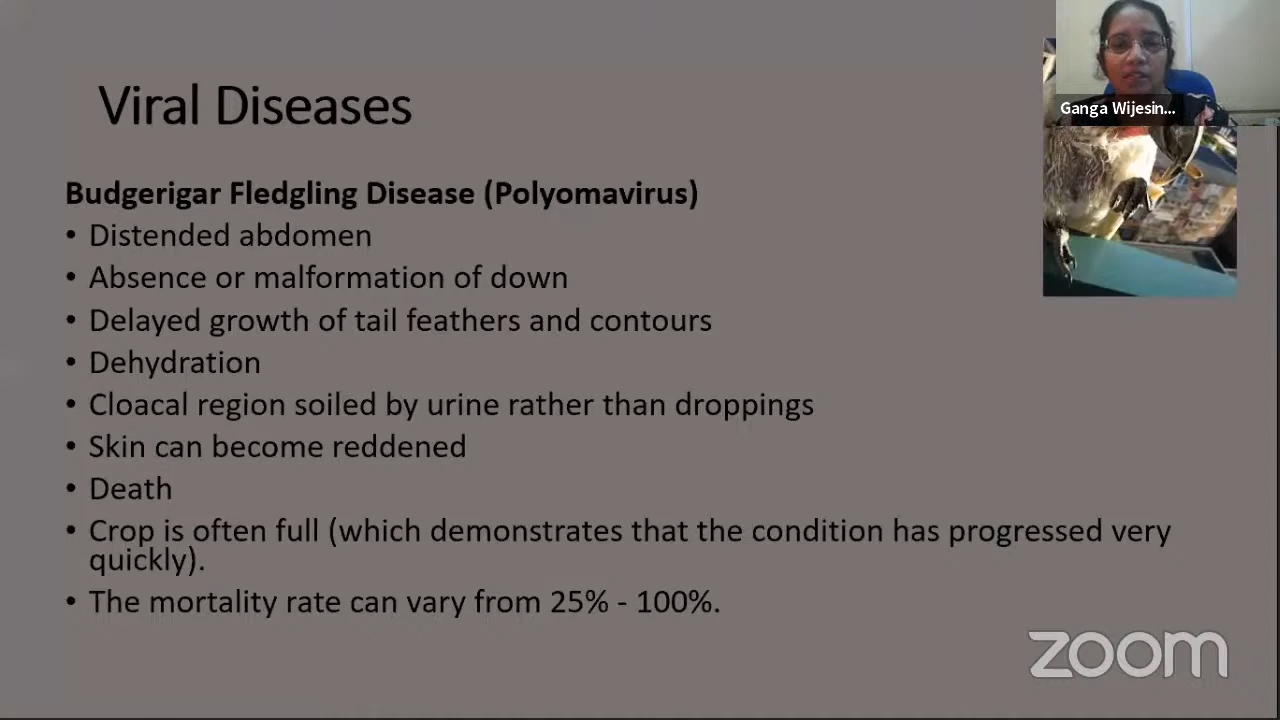 Viral Diseases
Ganga Wijesin...
Budgerigar Fledgling Disease (Polyomavirus)
• Distended abdomen
• Absence or malformation of down
• Delayed growth of tail feathers and contours
• Dehydration
• Cloacal region soiled by urine rather than droppings
• Skin can become reddened
• Death
• Crop is often full (which demonstrates that the condition has progressed very
quickly).
• The mortality rate can vary from 25% - 100%.
zoom